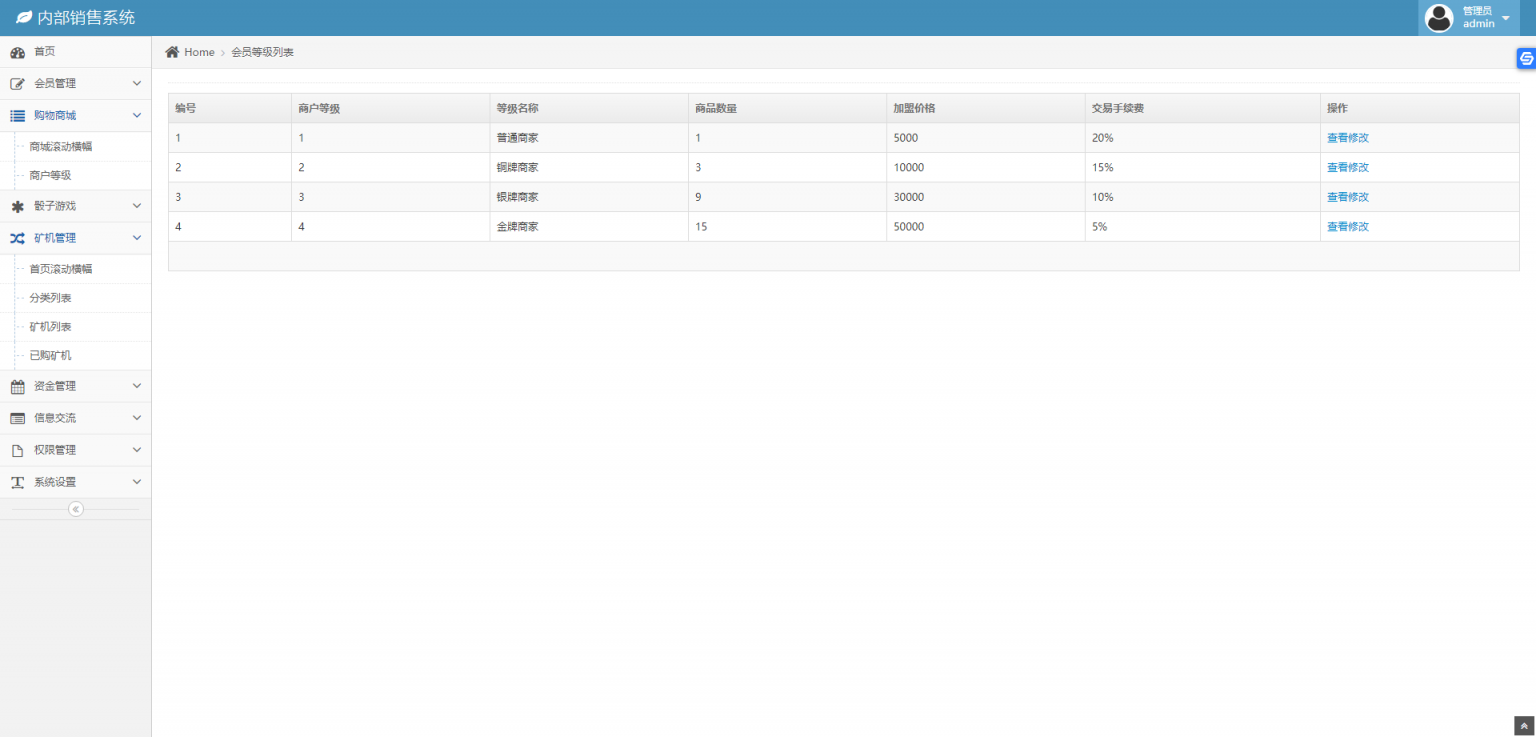 内部销售系统
管理员
admin
首页
会员管理
购物商城
商城滚动横幅
商户等级
骰子游戏
矿机管理
首页滚动横幅
分类列表
矿机列表
已购矿机
资金管理
信息交流
权限管理
系统设置
Home › 会员等级列表
编号 商户等级 等级名称 商品数量 加盟价格 交易手续费 操作
1 1 普通商家 1 5000 20% 查看修改
2 2 铜牌商家 3 10000 15% 查看修改
3 3 银牌商家 9 30000 10% 查看修改
4 4 金牌商家 15 50000 5% 查看修改